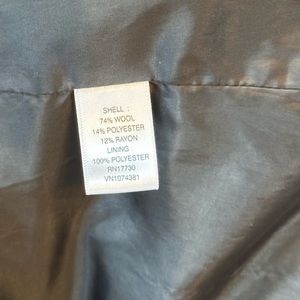 SHELL :
74% WOOL
14% POLYESTER
12% RAYON
LINING
100% POLYESTER
RN17730
VN1074381